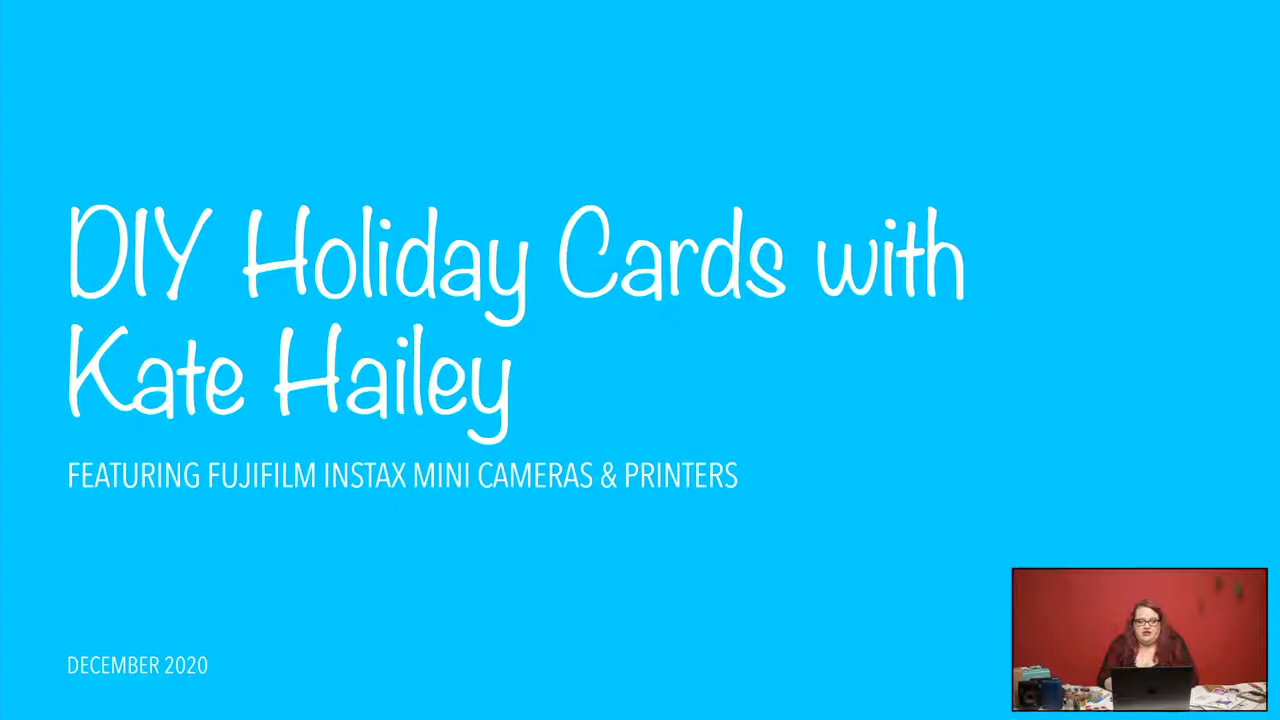 DIY Holiday Cards with
Kate Hailey
FEATURING FUJIFILM INSTAX MINI CAMERAS & PRINTERS
DECEMBER 2020